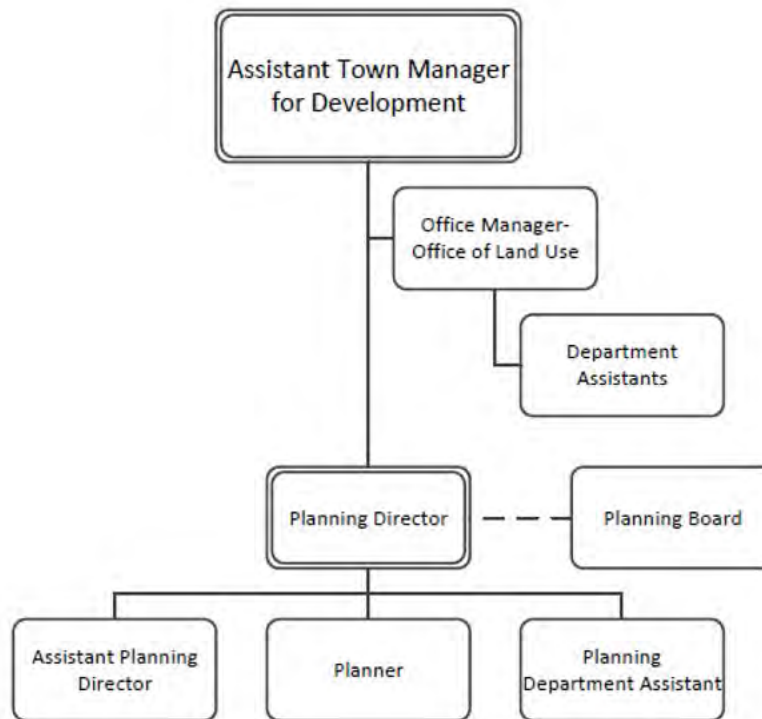 Assistant Town Manager
for Development
Office Manager-
Office of Land Use
Department
Assistants
Planning Director
Planning Board
Assistant Planning
Director
Planner
Planning
Department Assistant